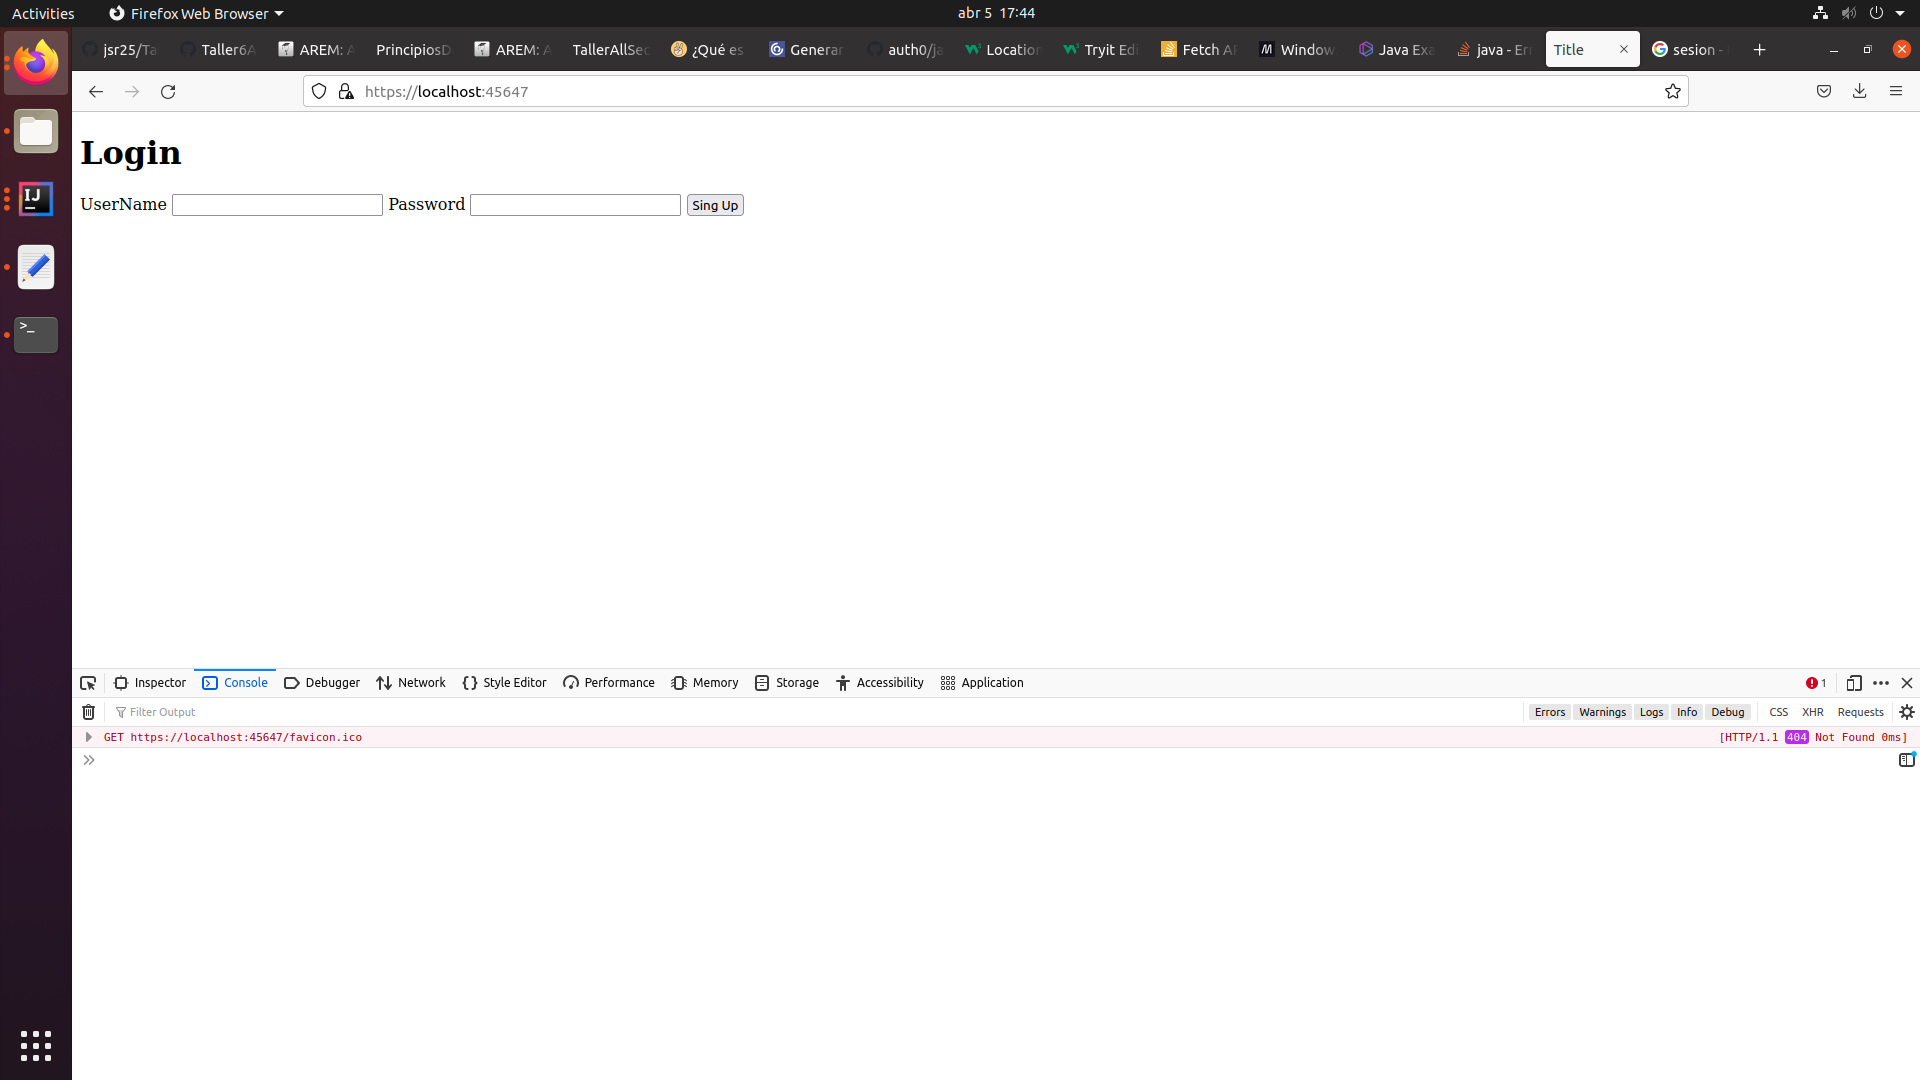 Activities Firefox Web Browser abr 5 17:44
jsr25/Ta Taller6A AREM: A PrincipiosD AREM: A TallerAllSec ¿Qué es Generar auth0/ja Location Tryit Edi Fetch AP Window Java Exa java - Err Title sesion -
https://localhost:45647
Login
UserName Password Sing Up
Inspector Console Debugger Network Style Editor Performance Memory Storage Accessibility Application 1
Filter Output Errors Warnings Logs Info Debug CSS XHR Requests
GET https://localhost:45647/favicon.ico [HTTP/1.1 404 Not Found 0ms]